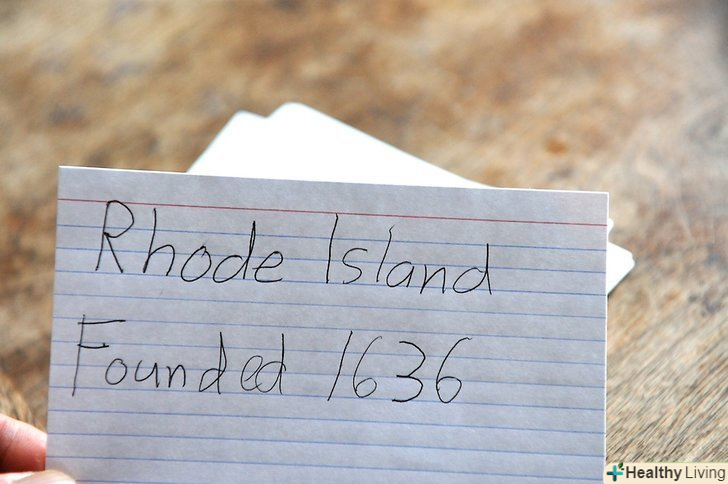 Rhode Island
Founded 1636
Healthy Living